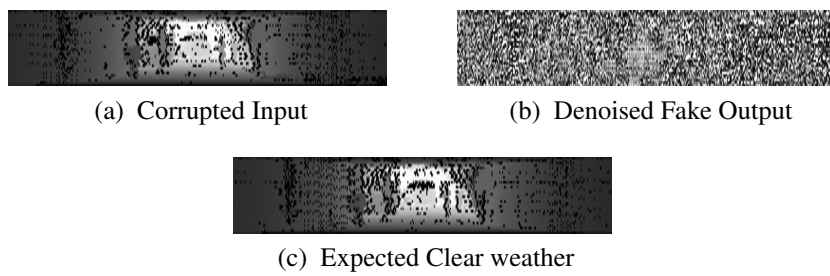 (a) Corrupted Input
(b) Denoised Fake Output
(c) Expected Clear weather